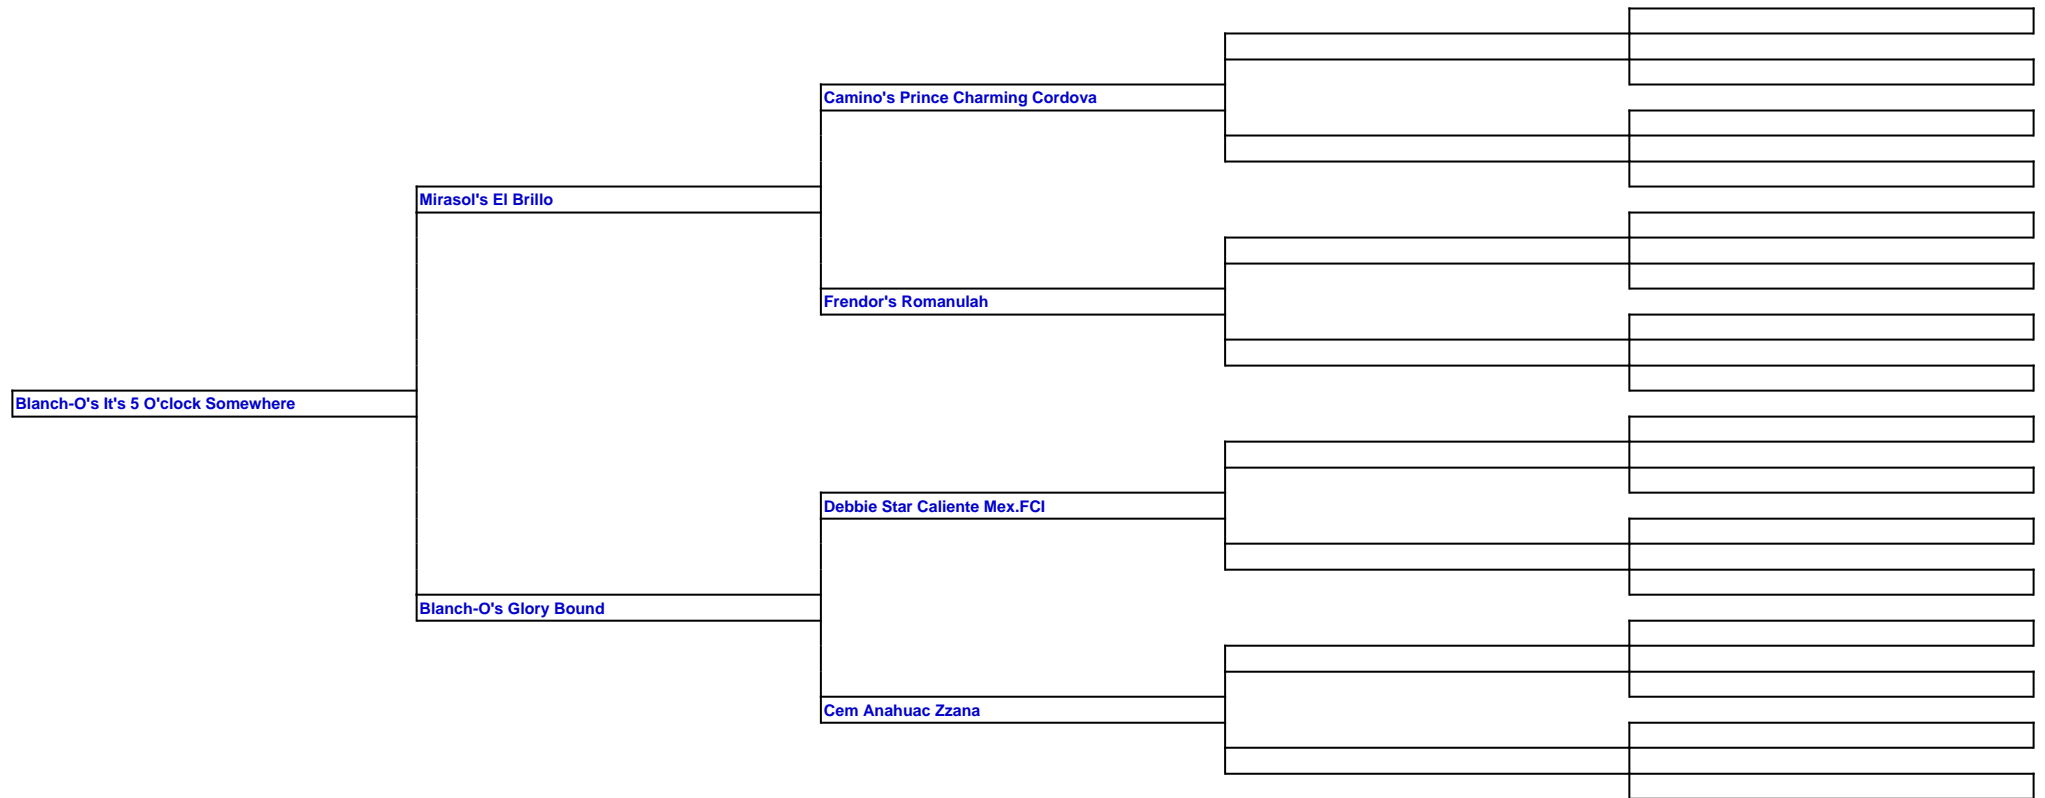 Camino's Prince Charming Cordova
Mirasol's El Brillo
Frendor's Romanulah
Blanch-O's It's 5 O'clock Somewhere
Debbie Star Caliente Mex.FCI
Blanch-O's Glory Bound
Cem Anahuac Zzana